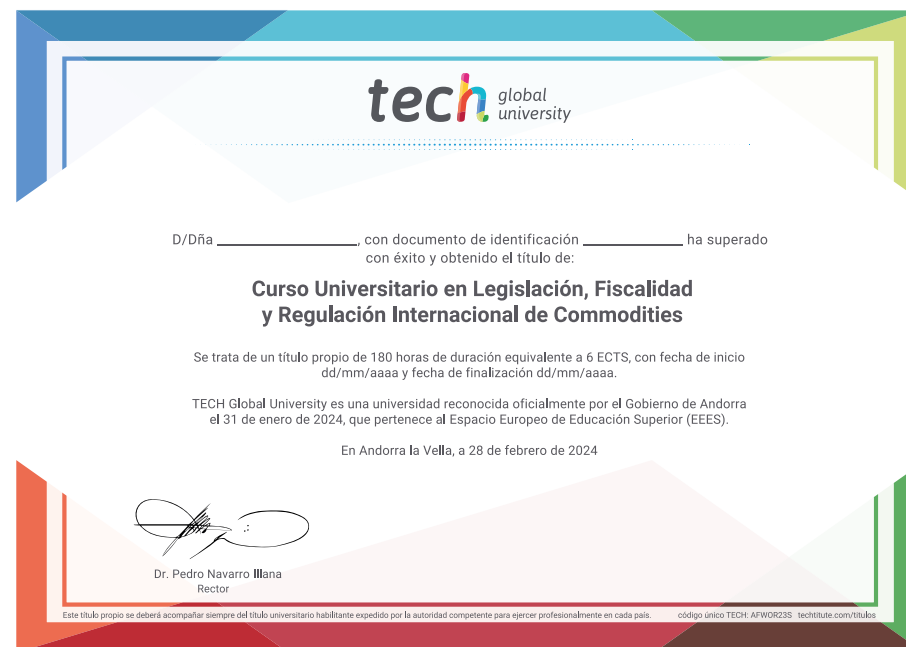 tech global
university
D/Dña ____________________, con documento de identificación ______________ ha superado
con éxito y obtenido el título de:
Curso Universitario en Legislación, Fiscalidad
y Regulación Internacional de Commodities
Se trata de un título propio de 180 horas de duración equivalente a 6 ECTS, con fecha de inicio
dd/mm/aaaa y fecha de finalización dd/mm/aaaa.
TECH Global University es una universidad reconocida oficialmente por el Gobierno de Andorra
el 31 de enero de 2024, que pertenece al Espacio Europeo de Educación Superior (EEES).
En Andorra la Vella, a 28 de febrero de 2024
Dr. Pedro Navarro Illana
Rector
Este título propio se deberá acompañar siempre del título universitario habilitante expedido por la autoridad competente para ejercer profesionalmente en cada país. código único TECH: AFWOR23S techtitute.com/titulos